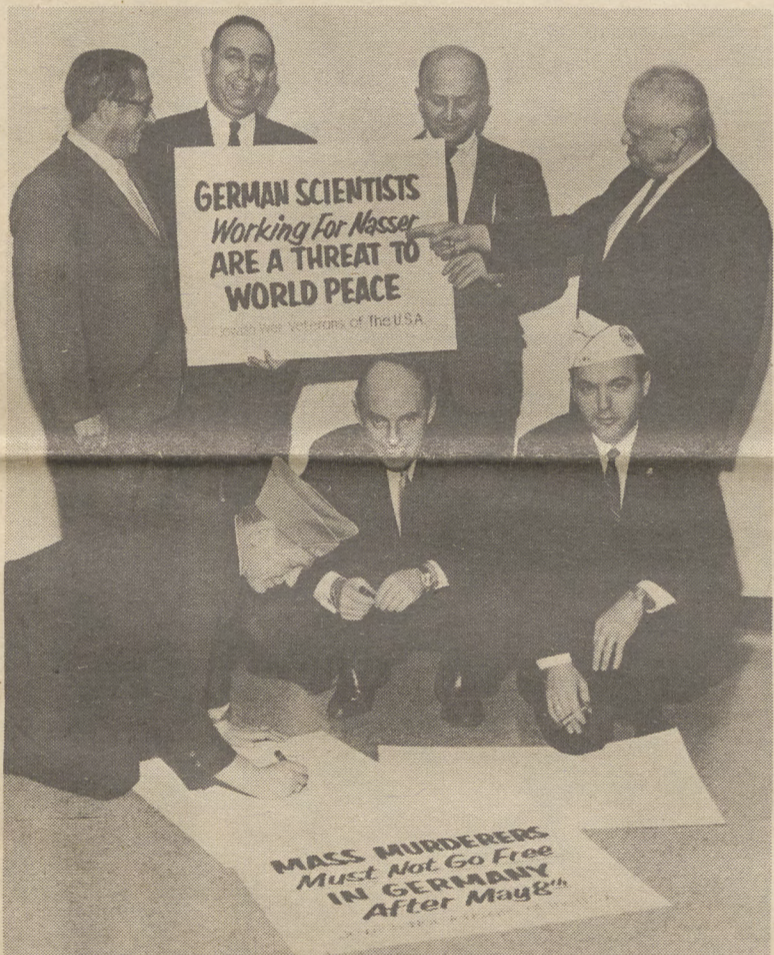 GERMAN SCIENTISTS
Working For Nasser
ARE A THREAT TO
WORLD PEACE
Jewish War Veterans of The U.S.A.
MASS MURDERERS
Must Not Go Free
IN GERMANY
After May 8th